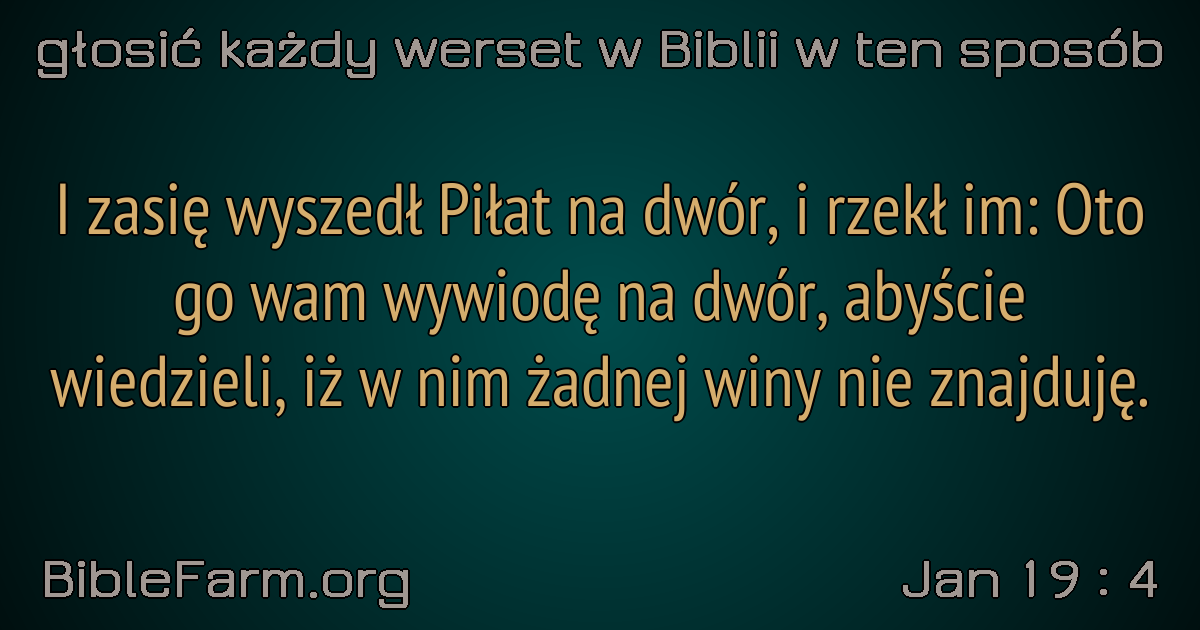 głosić każdy werset w Biblii w ten sposób
I zasię wyszedł Piłat na dwór, i rzekł im: Oto
go wam wywiodę na dwór, abyście
wiedzieli, iż w nim żadnej winy nie znajduję.
BibleFarm.org
Jan 19 : 4